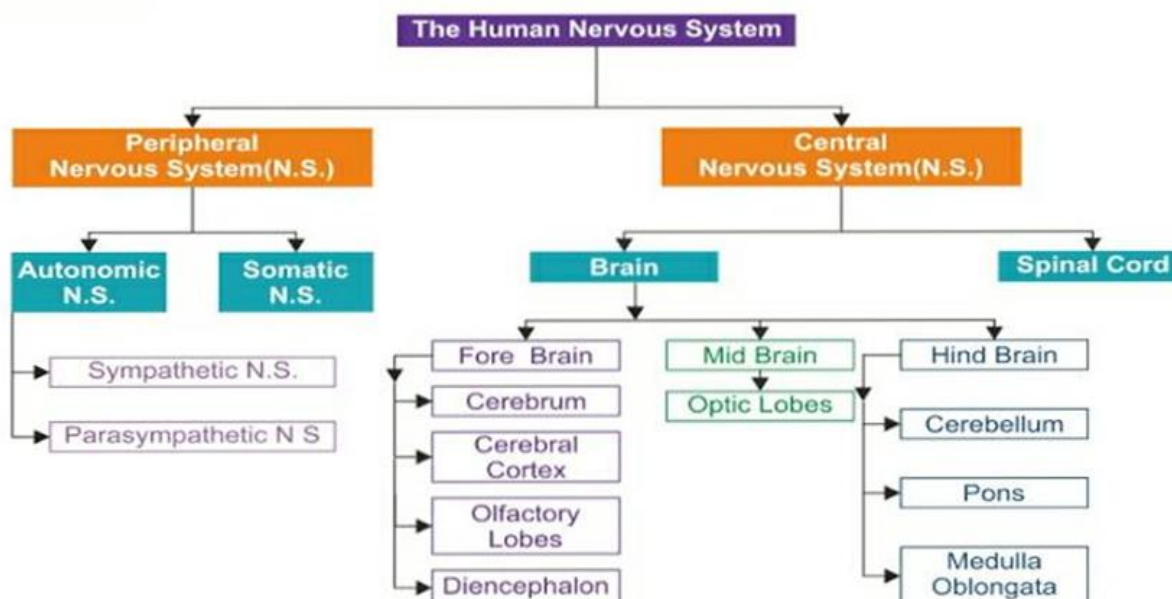 The Human Nervous System
Peripheral
Nervous System(N.S.)
Central
Nervous System(N.S.)
Autonomic
N.S.
Somatic
N.S.
Brain
Spinal Cord
Sympathetic N.S.
Parasympathetic N S
Fore Brain
Cerebrum
Cerebral
Cortex
Olfactory
Lobes
Diencephalon
Mid Brain
Optic Lobes
Hind Brain
Cerebellum
Pons
Medulla
Oblongata